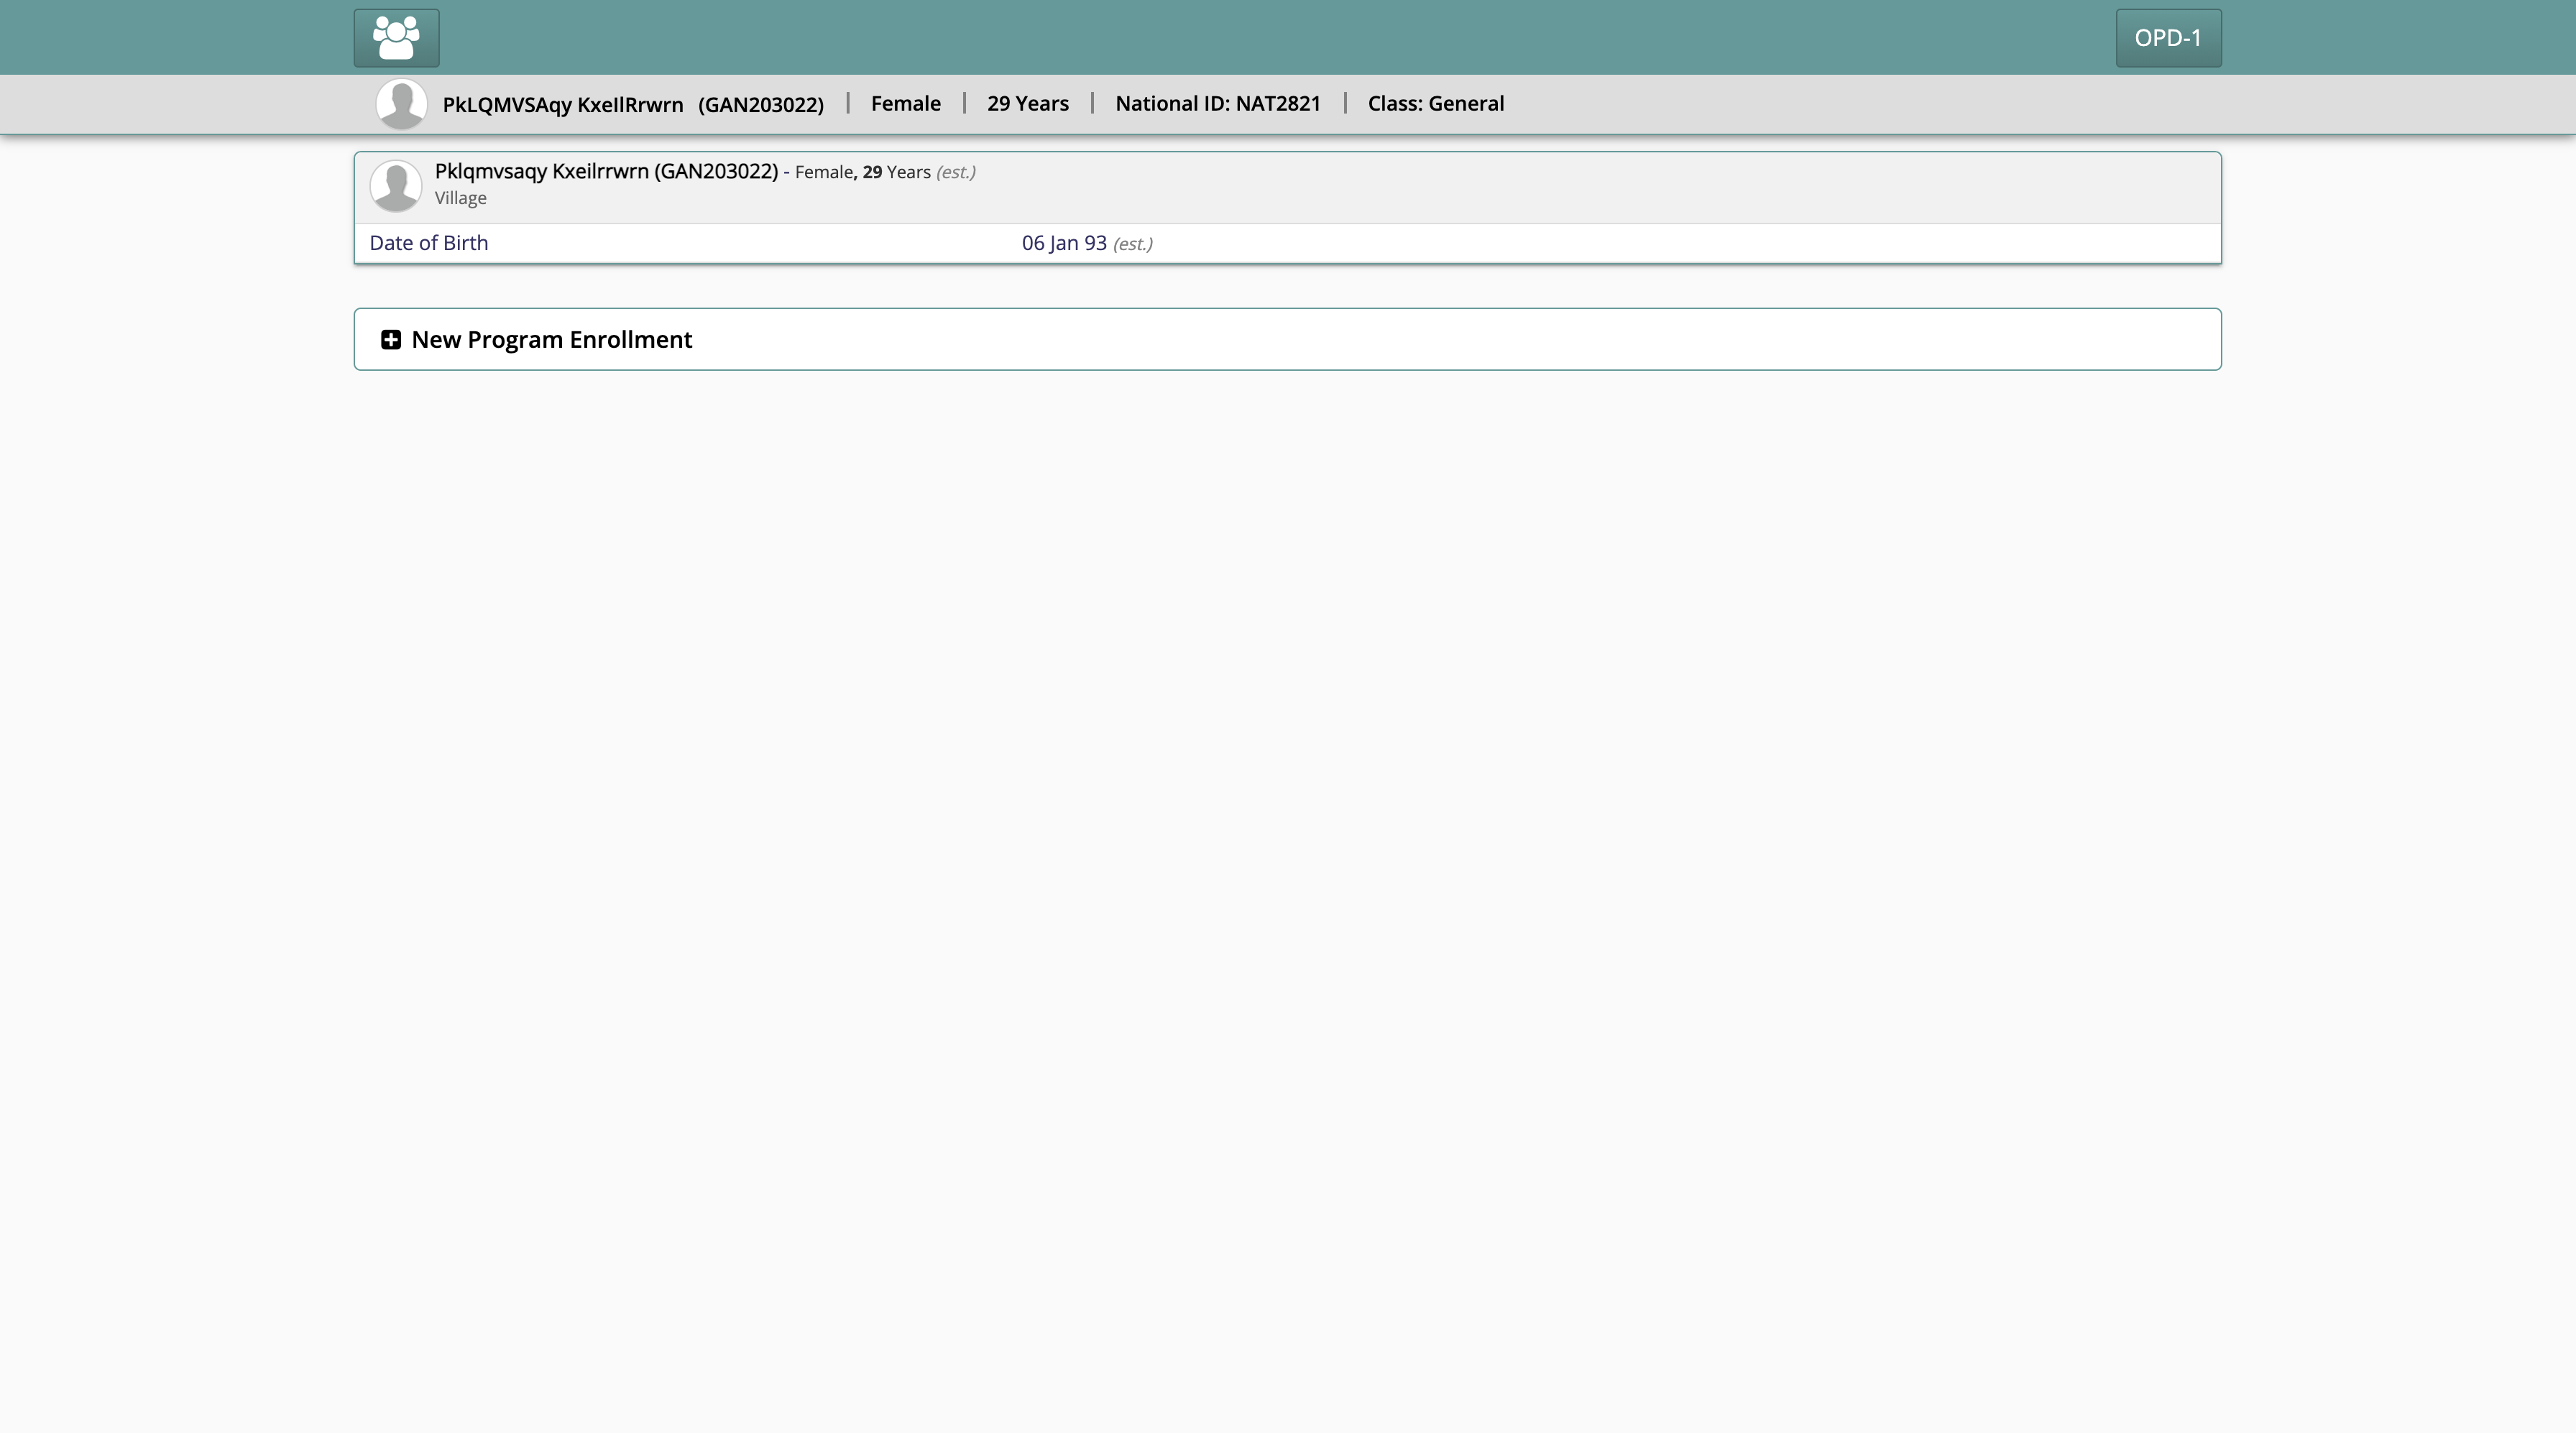 OPD-1
PkLQMVSAqy KxeIlRrwrn (GAN203022) | Female | 29 Years | National ID: NAT2821 | Class: General
Pklqmvsaqy Kxeilrrwrn (GAN203022) - Female, 29 Years (est.)
Village
Date of Birth 06 Jan 93 (est.)
New Program Enrollment